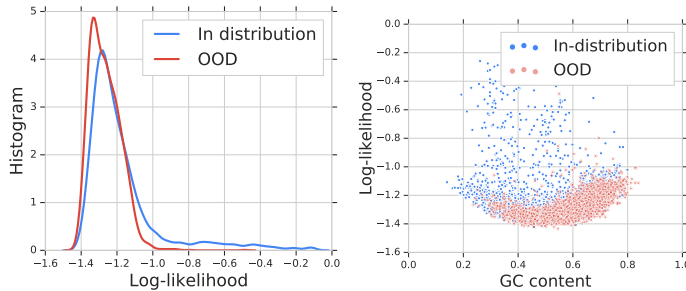 5
4
3
2
1
0
Histogram
In distribution
OOD
−1.6 −1.4 −1.2 −1.0 −0.8 −0.6 −0.4 −0.2 0.0
Log-likelihood
0.0
−0.2
−0.4
−0.6
−0.8
−1.0
−1.2
−1.4
−1.6
Log-likelihood
In-distribution
OOD
0.0 0.2 0.4 0.6 0.8 1.0
GC content